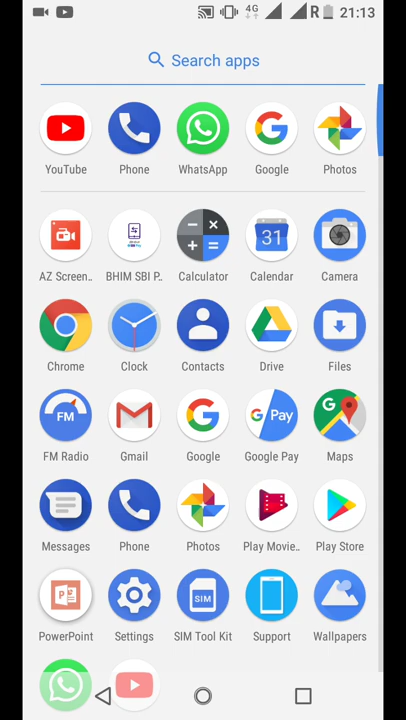 4G R 21:13
Search apps
YouTube Phone WhatsApp Google Photos
31
AZ Screen.. BHIM SBI P.. Calculator Calendar Camera
Chrome Clock Contacts Drive Files
FM G Pay G
FM Radio Gmail Google Google Pay Maps
Messages Phone Photos Play Movie.. Play Store
P SIM
PowerPoint Settings SIM Tool Kit Support Wallpapers